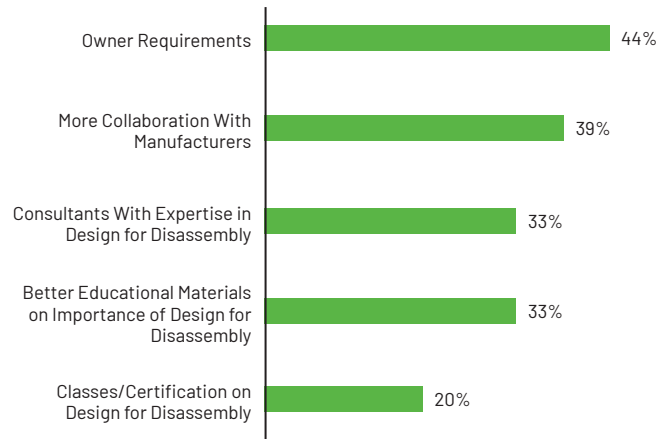 Owner Requirements
44%
More Collaboration With
Manufacturers
39%
Consultants With Expertise in
Design for Disassembly
33%
Better Educational Materials
on Importance of Design for
Disassembly
33%
Classes/Certification on
Design for Disassembly
20%